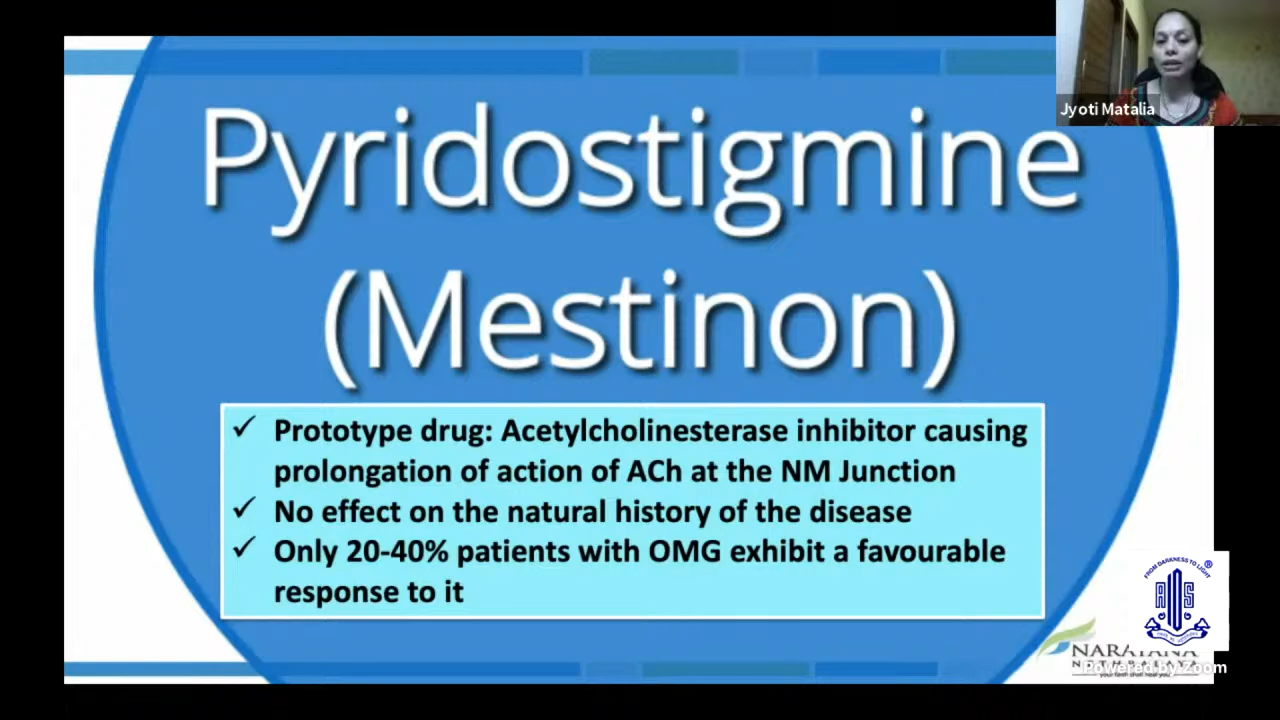 Jyoti Matalia
Pyridostigmine
(Mestinon)
✓ Prototype drug: Acetylcholinesterase inhibitor causing
prolongation of action of ACh at the NM Junction
✓ No effect on the natural history of the disease
✓ Only 20-40% patients with OMG exhibit a favourable
response to it
FROM DARKNESS TO LIGHT
®
NARAYANA
Powered by Zoom